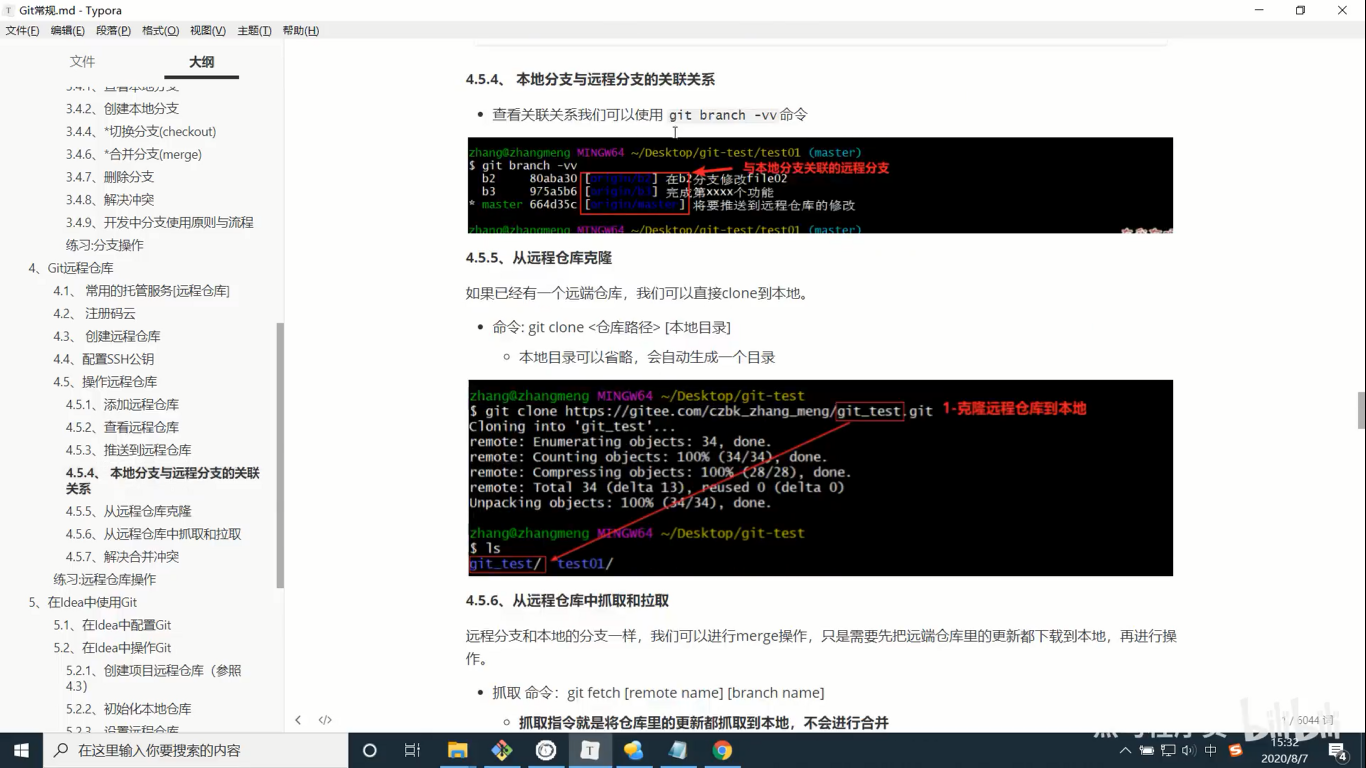 Git常规.md - Typora
文件(F) 编辑(E) 段落(P) 格式(O) 视图(V) 主题(T) 帮助(H)
文件 大纲
3.4.1、查看本地分支
3.4.2、创建本地分支
3.4.4、*切换分支(checkout)
3.4.6、*合并分支(merge)
3.4.7、删除分支
3.4.8、解决冲突
3.4.9、开发中分支使用原则与流程
练习:分支操作
4、Git远程仓库
4.1、 常用的托管服务[远程仓库]
4.2、 注册码云
4.3、 创建远程仓库
4.4、配置SSH公钥
4.5、操作远程仓库
4.5.1、添加远程仓库
4.5.2、查看远程仓库
4.5.3、推送到远程仓库
4.5.4、 本地分支与远程分支的关联
关系
4.5.5、从远程仓库克隆
4.5.6、从远程仓库中抓取和拉取
4.5.7、解决合并冲突
练习:远程仓库操作
5、在Idea中使用Git
5.1、在Idea中配置Git
5.2、在Idea中操作Git
5.2.1、创建项目远程仓库（参照
4.3）
5.2.2、初始化本地仓库
5.2.3、设置远程仓库
4.5.4、 本地分支与远程分支的关联关系
查看关联关系我们可以使用 git branch -vv命令
zhang@zhangmeng MINGW64 ~/Desktop/git-test/test01 (master)
$ git branch -vv
与本地分支关联的远程分支
b2 80aba30 [origin/b2] 在b2分支修改file02
b3 975a5b6 [origin/b3] 完成第xxxx个功能
* master 664d35c [origin/master] 将要推送到远程仓库的修改
zhang@zhangmeng MINGW64 ~/Desktop/git-test/test01 (master)
4.5.5、从远程仓库克隆
如果已经有一个远端仓库，我们可以直接clone到本地。
命令: git clone <仓库路径> [本地目录]
本地目录可以省略，会自动生成一个目录
zhang@zhangmeng MINGW64 ~/Desktop/git-test
$ git clone https://gitee.com/czbk_zhang_meng/git_test.git 1-克隆远程仓库到本地
Cloning into 'git_test'...
remote: Enumerating objects: 34, done.
remote: Counting objects: 100% (34/34), done.
remote: Compressing objects: 100% (28/28), done.
remote: Total 34 (delta 13), reused 0 (delta 0)
Unpacking objects: 100% (34/34), done.
zhang@zhangmeng MINGW64 ~/Desktop/git-test
$ ls
git_test/ test01/
4.5.6、从远程仓库中抓取和拉取
远程分支和本地的分支一样，我们可以进行merge操作，只是需要先把远端仓库里的更新都下载到本地，再进行操
作。
抓取 命令：git fetch [remote name] [branch name]
抓取指令就是将仓库里的更新都抓取到本地，不会进行合并
</> 6044 词
bilibili
在这里输入你要搜索的内容
中 15:32
2020/8/7 4